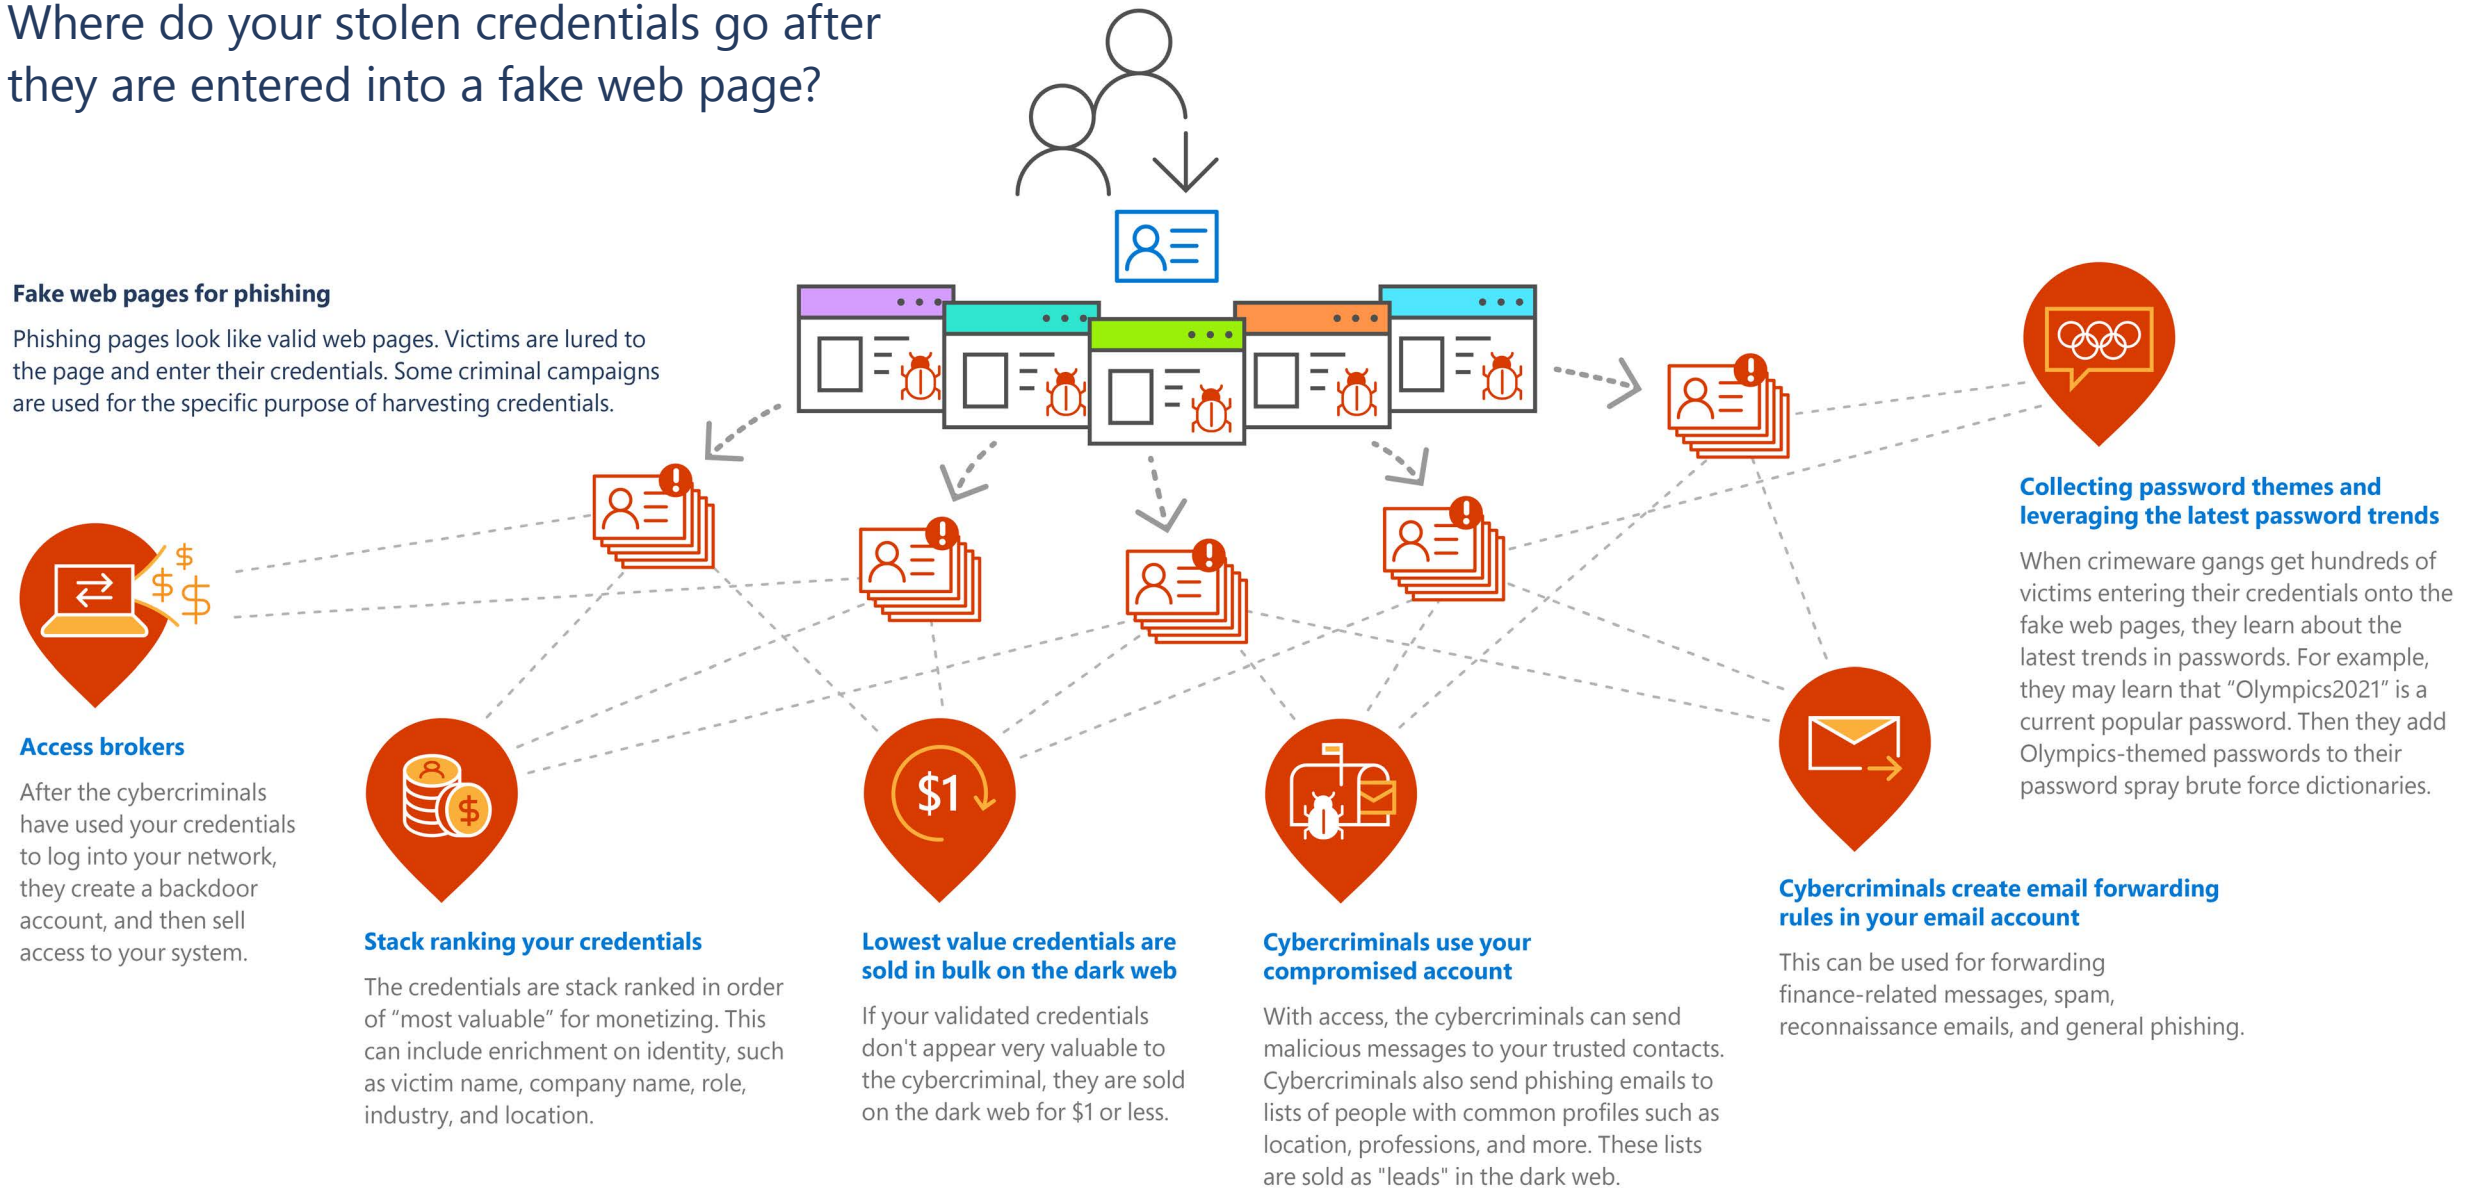 Where do your stolen credentials go after
they are entered into a fake web page?
Fake web pages for phishing
Phishing pages look like valid web pages. Victims are lured to
the page and enter their credentials. Some criminal campaigns
are used for the specific purpose of harvesting credentials.
$
$
$
Access brokers
After the cybercriminals
have used your credentials
to log into your network,
they create a backdoor
account, and then sell
access to your system.
$
Stack ranking your credentials
The credentials are stack ranked in order
of “most valuable” for monetizing. This
can include enrichment on identity, such
as victim name, company name, role,
industry, and location.
$1
Lowest value credentials are
sold in bulk on the dark web
If your validated credentials
don't appear very valuable to
the cybercriminal, they are sold
on the dark web for $1 or less.
Cybercriminals use your
compromised account
With access, the cybercriminals can send
malicious messages to your trusted contacts.
Cybercriminals also send phishing emails to
lists of people with common profiles such as
location, professions, and more. These lists
are sold as "leads" in the dark web.
Cybercriminals create email forwarding
rules in your email account
This can be used for forwarding
finance-related messages, spam,
reconnaissance emails, and general phishing.
Collecting password themes and
leveraging the latest password trends
When crimeware gangs get hundreds of
victims entering their credentials onto the
fake web pages, they learn about the
latest trends in passwords. For example,
they may learn that “Olympics2021” is a
current popular password. Then they add
Olympics-themed passwords to their
password spray brute force dictionaries.